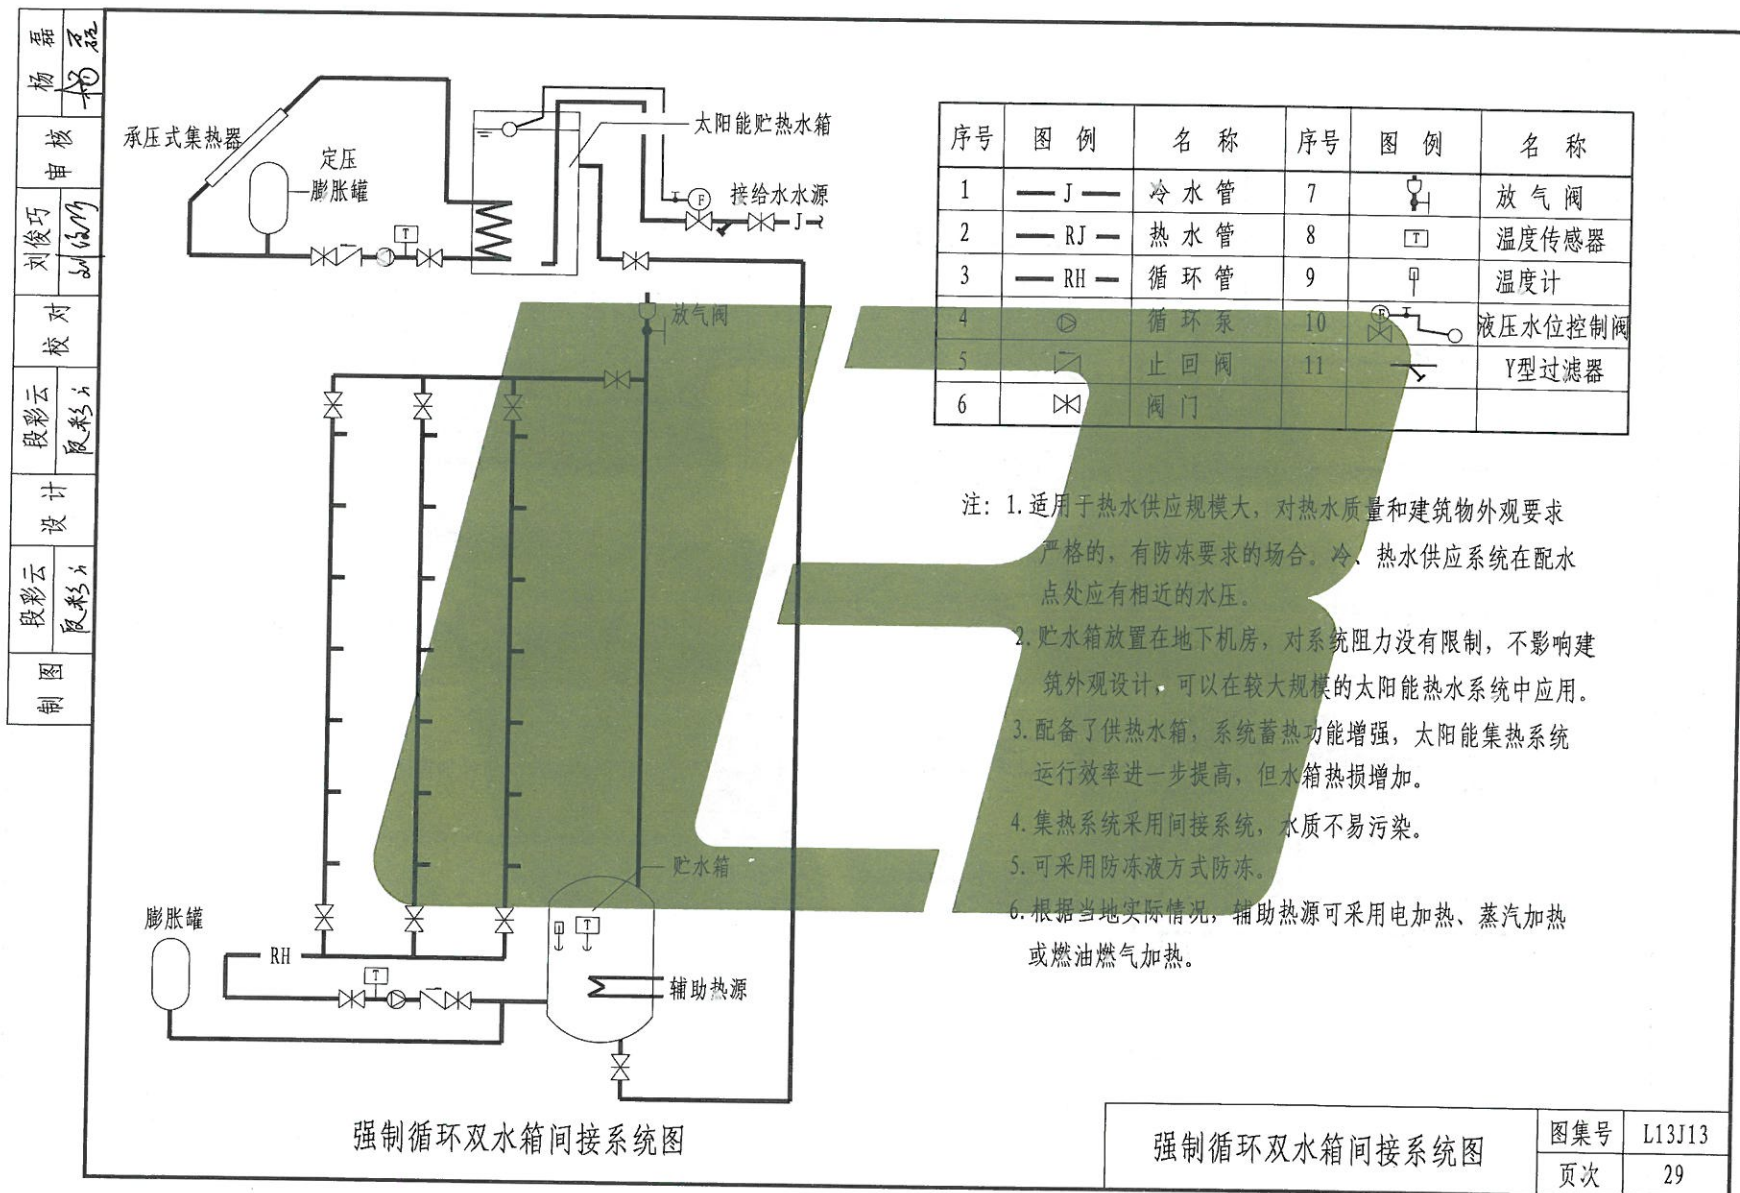 杨磊
审核
刘俊巧
校对
段彩云
设计
段彩云
制图
承压式集热器
定压
膨胀罐
T
太阳能贮热水箱
F
接给水水源
J
放气阀
贮水箱
T
膨胀罐
RH
T
辅助热源
强制循环双水箱间接系统图
序号 图例 名称 序号 图例 名称
1 J 冷水管 7 放气阀
2 RJ 热水管 8 T 温度传感器
3 RH 循环管 9 温度计
4 循环泵 10 F 液压水位控制阀
5 止回阀 11 Y型过滤器
6 阀门
注：1.适用于热水供应规模大，对热水质量和建筑物外观要求
严格的，有防冻要求的场合。冷、热水供应系统在配水
点处应有相近的水压。
2.贮水箱放置在地下机房，对系统阻力没有限制，不影响建
筑外观设计，可以在较大规模的太阳能热水系统中应用。
3.配备了供热水箱，系统蓄热功能增强，太阳能集热系统
运行效率进一步提高，但水箱热损增加。
4.集热系统采用间接系统，水质不易污染。
5.可采用防冻液方式防冻。
6.根据当地实际情况，辅助热源可采用电加热、蒸汽加热
或燃油燃气加热。
强制循环双水箱间接系统图
图集号 L13J13
页次 29